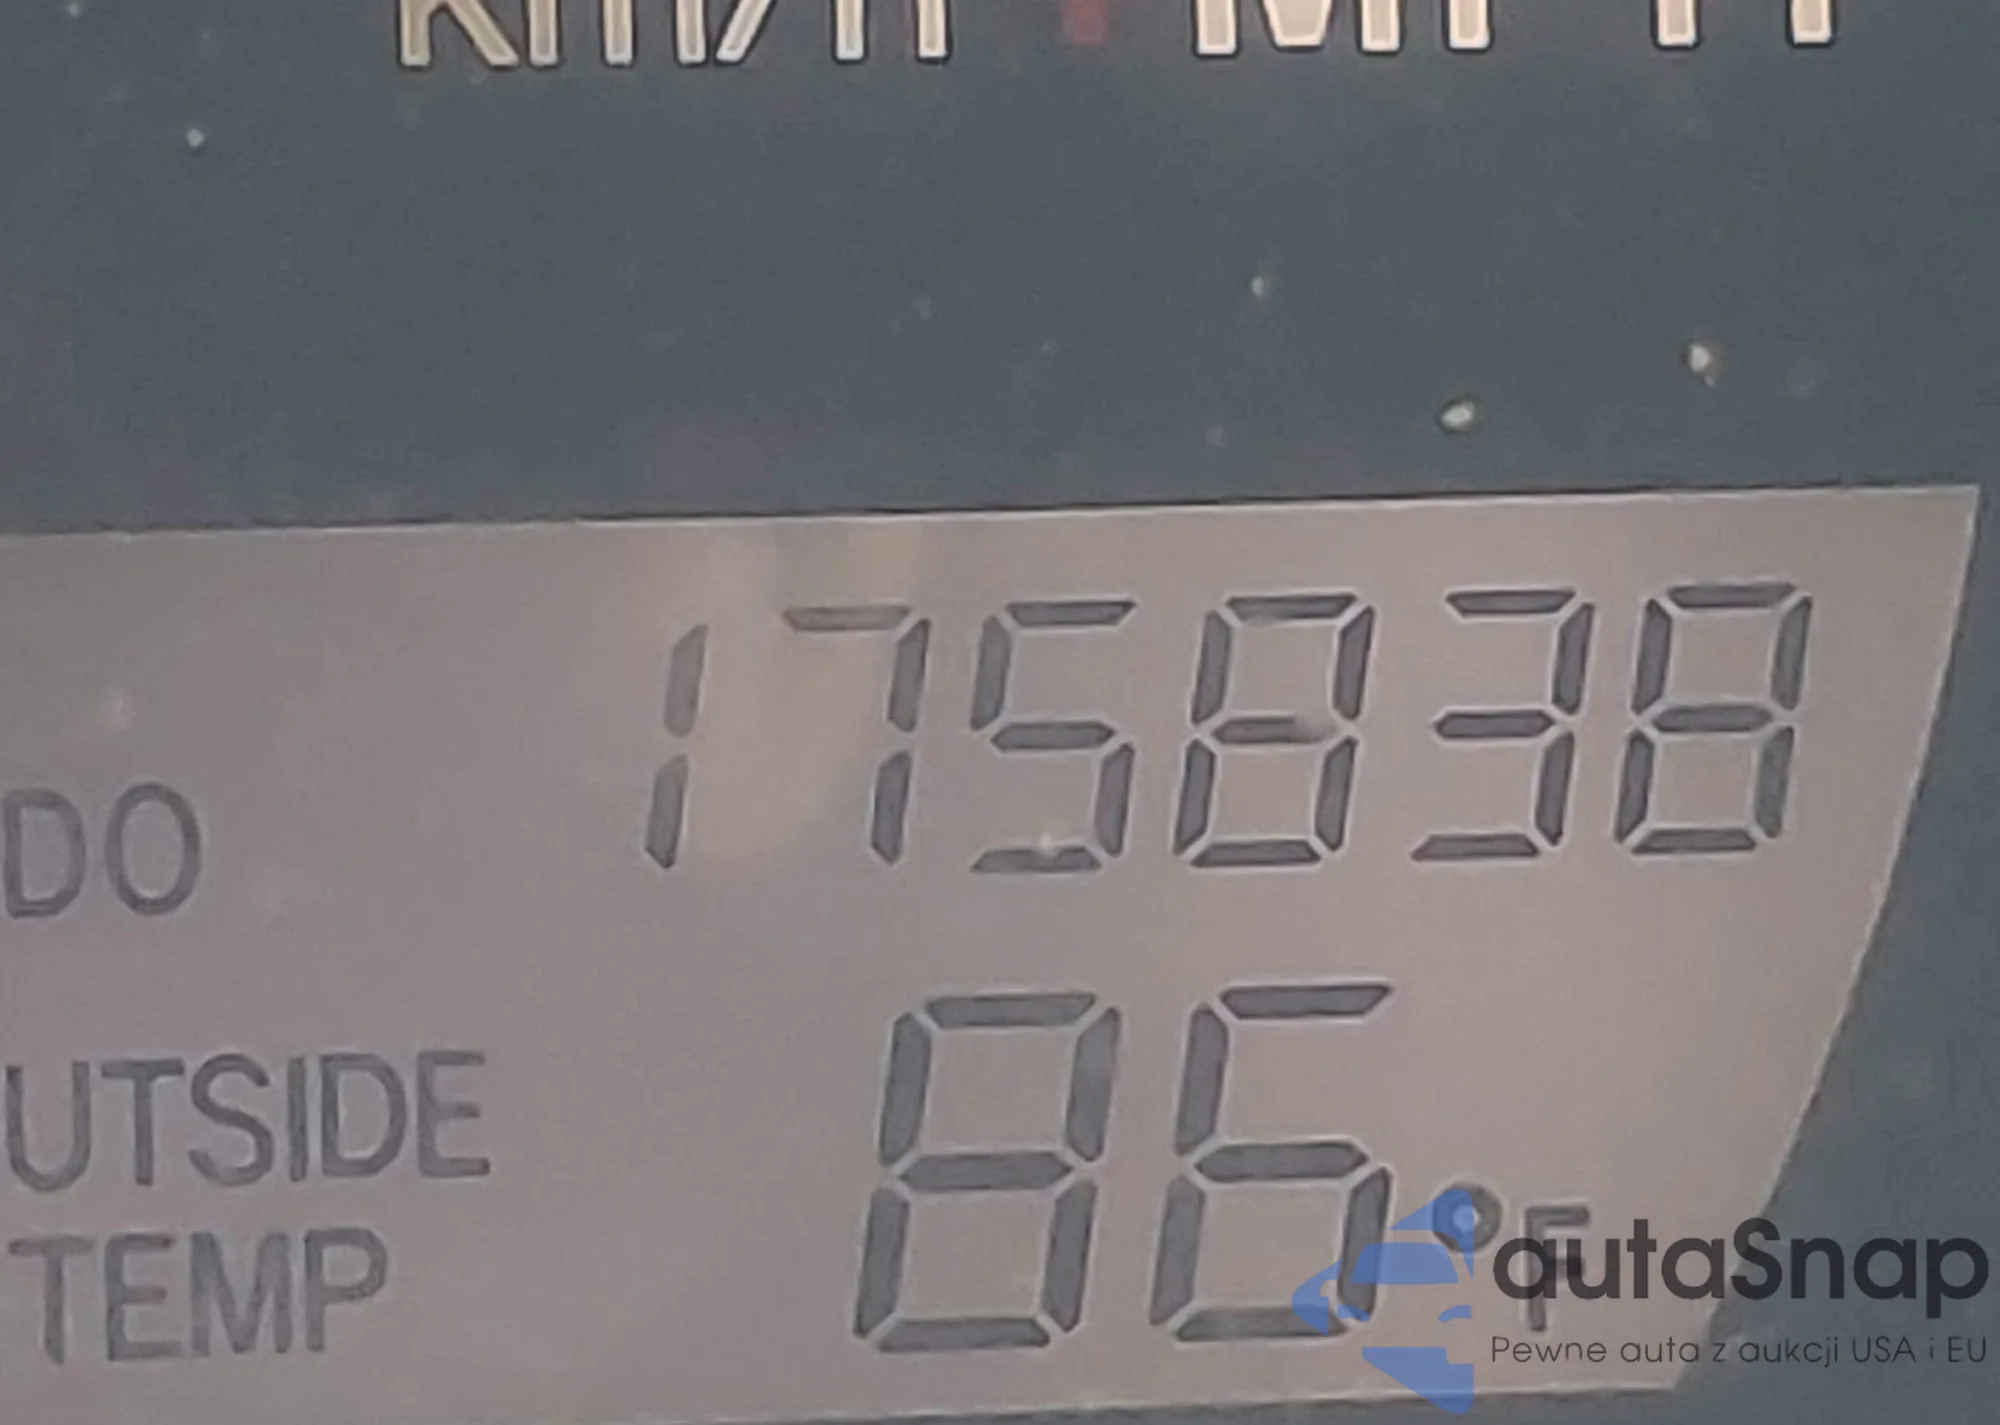 km/h MPH
175838
DO
UTSIDE
TEMP
86°F
autaSnap
Pewne auta z aukcji USA i EU